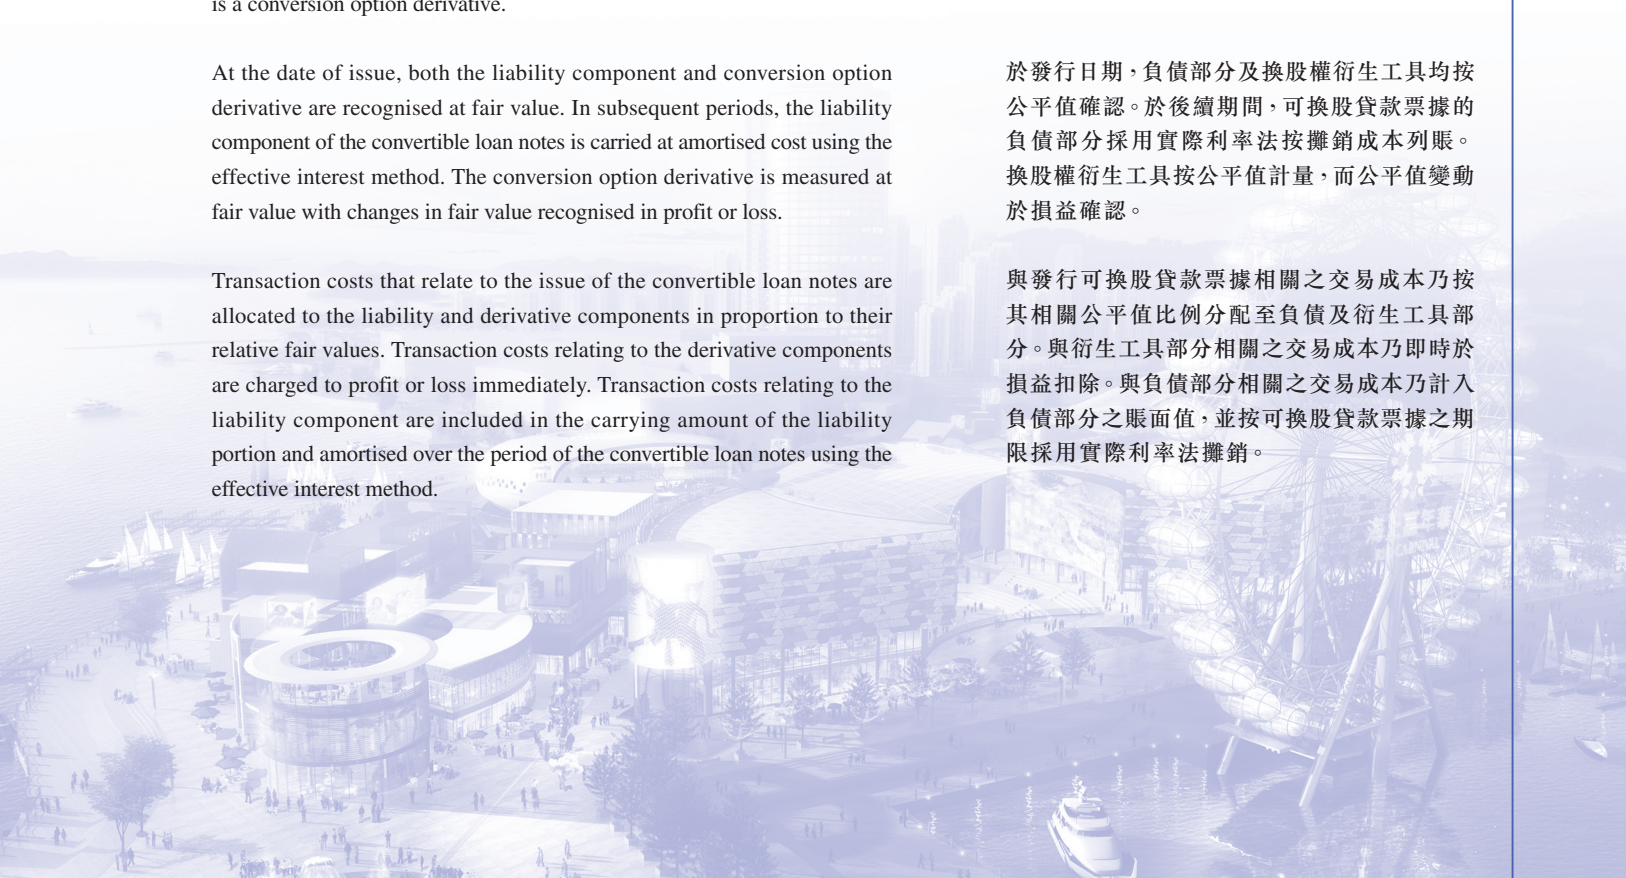 is a conversion option derivative.
At the date of issue, both the liability component and conversion option
derivative are recognised at fair value. In subsequent periods, the liability
component of the convertible loan notes is carried at amortised cost using the
effective interest method. The conversion option derivative is measured at
fair value with changes in fair value recognised in profit or loss.
Transaction costs that relate to the issue of the convertible loan notes are
allocated to the liability and derivative components in proportion to their
relative fair values. Transaction costs relating to the derivative components
are charged to profit or loss immediately. Transaction costs relating to the
liability component are included in the carrying amount of the liability
portion and amortised over the period of the convertible loan notes using the
effective interest method.
於發行日期，負債部分及換股權衍生工具均按
公平值確認。於後續期間，可換股貸款票據的
負債部分採用實際利率法按攤銷成本列賬。
換股權衍生工具按公平值計量，而公平值變動
於損益確認。
與發行可換股貸款票據相關之交易成本乃按
其相關公平值比例分配至負債及衍生工具部
分。與衍生工具部分相關之交易成本乃即時於
損益扣除。與負債部分相關之交易成本乃計入
負債部分之賬面值，並按可換股貸款票據之期
限採用實際利率法攤銷。